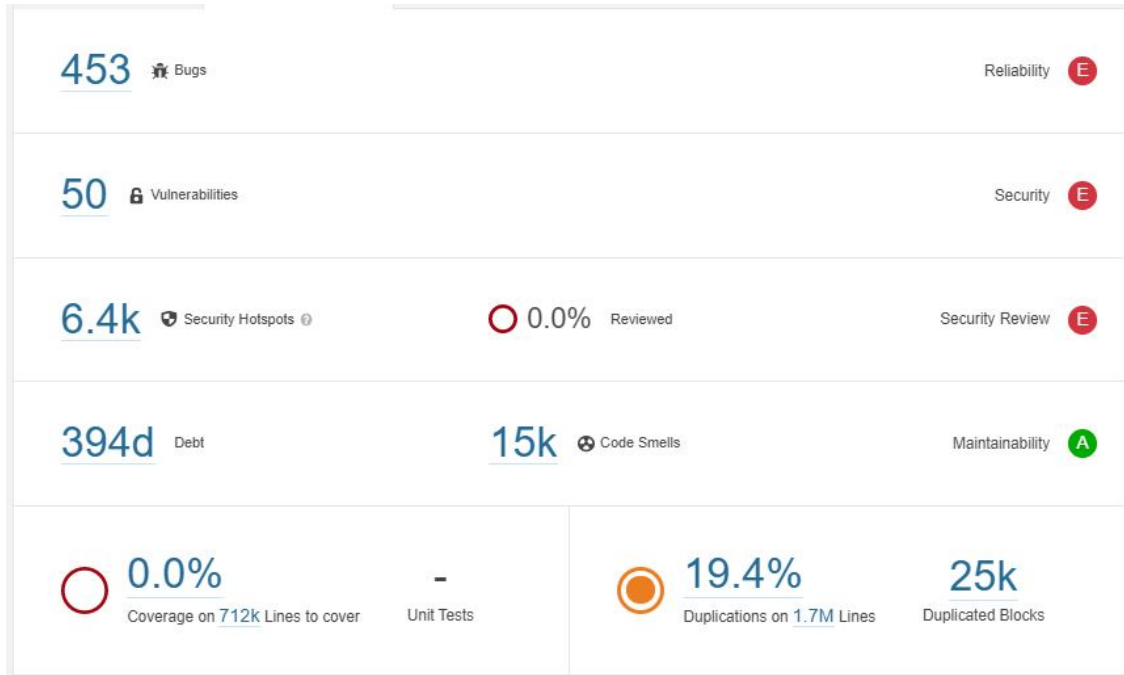 453 Bugs Reliability E
50 Vulnerabilities Security E
6.4k Security Hotspots ? 0.0% Reviewed Security Review E
394d Debt 15k Code Smells Maintainability A
0.0% - 19.4% 25k
Coverage on 712k Lines to cover Unit Tests Duplications on 1.7M Lines Duplicated Blocks